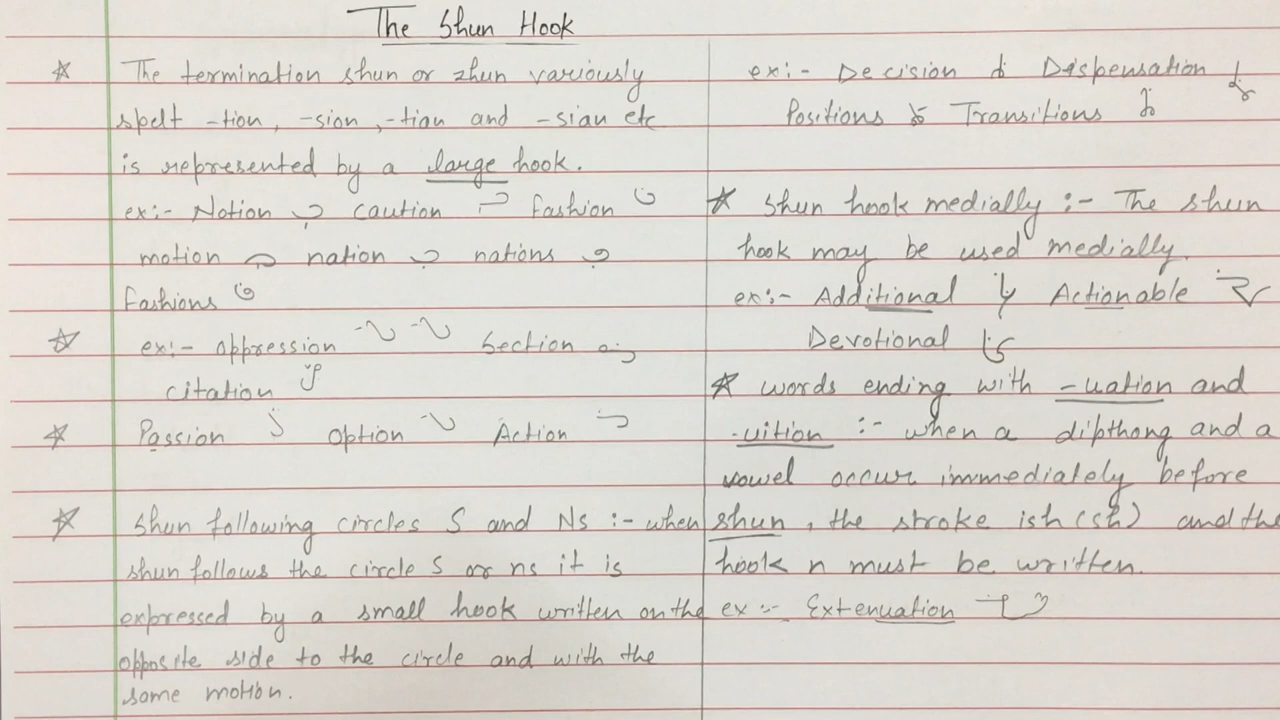 The Shun Hook
☆ The termination shun or zhun variously
spelt -tion, -sion, -tian and -sian etc
is represented by a large hook.
ex:- Notion caution fashion
motion nation nations
fashions
☆ ex:- oppression Section
citation
☆ Passion Option Action
☆ Shun following circles S and Ns :- when
shun follows the circle S or ns it is
expressed by a small hook written on the
opposite side to the circle and with the
same motion.
ex:- Decision Dispensation
Positions Transitions
☆ Shun hook medially :- The shun
hook may be used medially.
ex:- Additional Actionable
Devotional
☆ words ending with -uation and
-uition :- when a dipthong and a
vowel occur immediately before
shun, the stroke ish (sh) and the
hook n must be written.
ex :- Extenuation